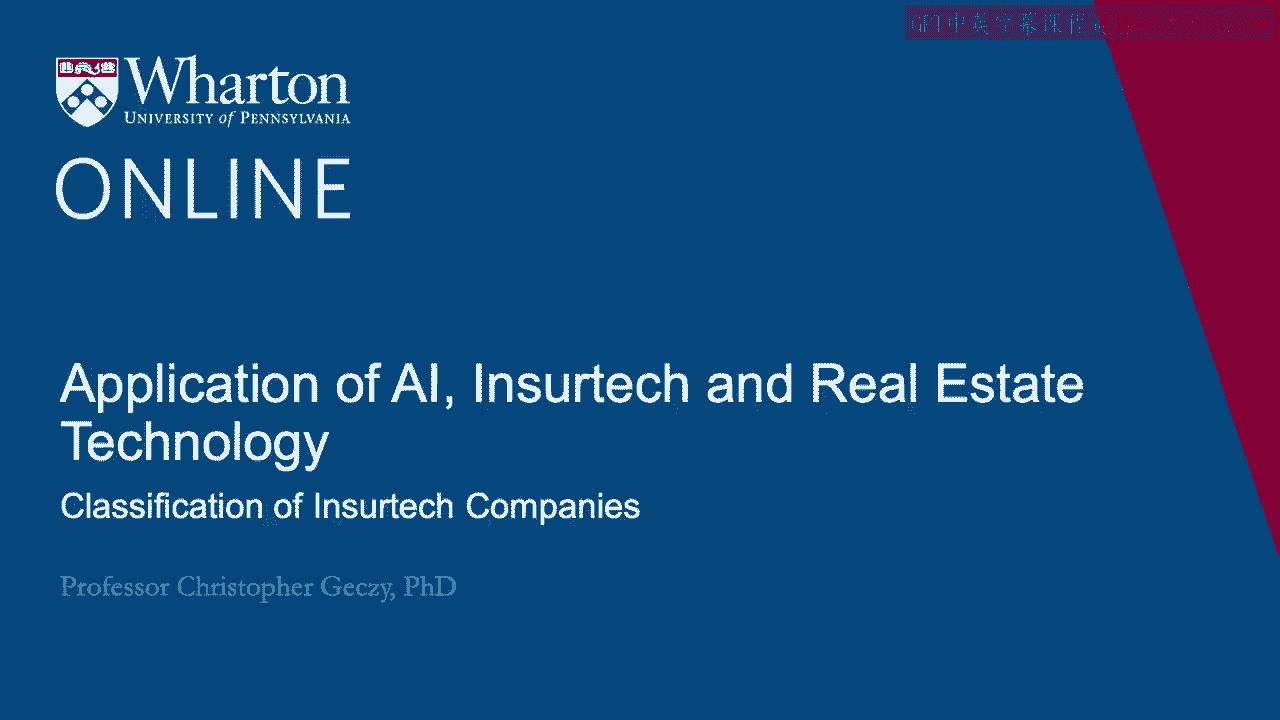 Wharton
UNIVERSITY of PENNSYLVANIA
ONLINE
Application of AI, Insurtech and Real Estate
Technology
Classification of Insurtech Companies
Professor Christopher Geczy, PhD